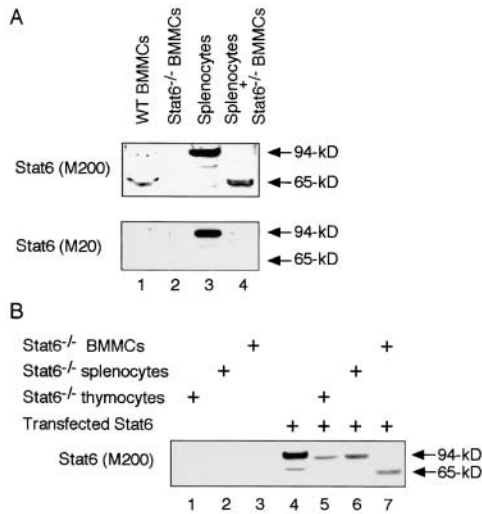 A
WT BMMCs
Stat6-/- BMMCs
Splenocytes
Splenocytes
+
Stat6-/- BMMCs
Stat6 (M200)
94-kD
65-kD
Stat6 (M20)
94-kD
65-kD
1 2 3 4
B
Stat6-/- BMMCs + +
Stat6-/- splenocytes + +
Stat6-/- thymocytes + +
Transfected Stat6 + + + +
Stat6 (M200)
94-kD
65-kD
1 2 3 4 5 6 7